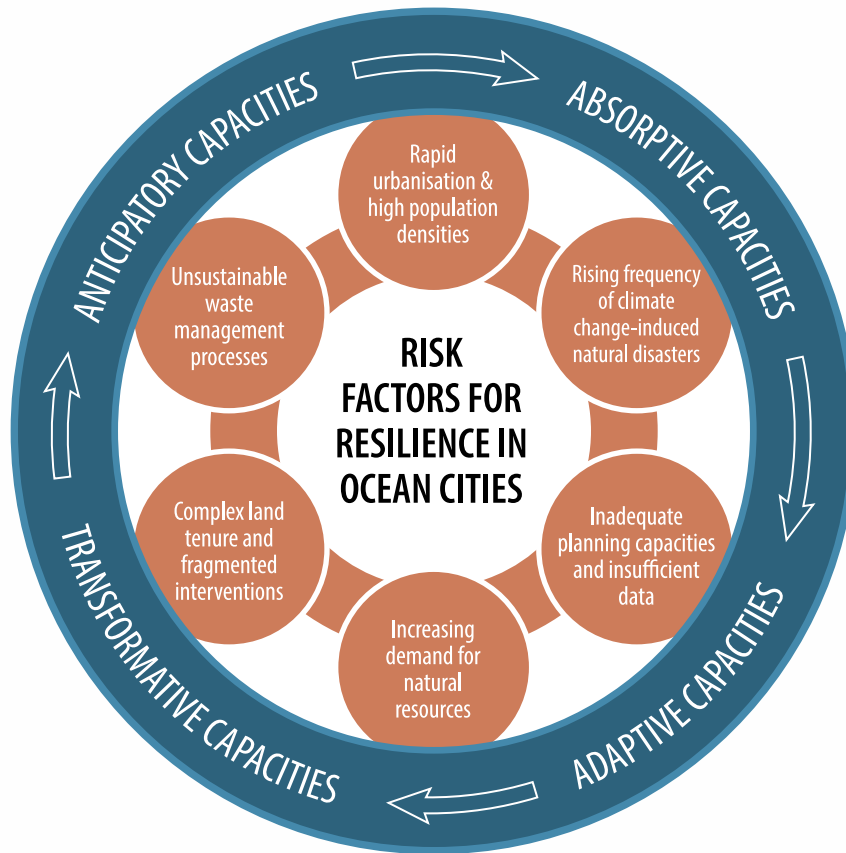 ANTICIPATORY CAPACITIES
ABSORPTIVE CAPACITIES
ADAPTIVE CAPACITIES
TRANSFORMATIVE CAPACITIES
RISK
FACTORS FOR
RESILIENCE IN
OCEAN CITIES
Rapid
urbanisation &
high population
densities
Rising frequency
of climate
change-induced
natural disasters
Inadequate
planning capacities
and insufficient
data
Increasing
demand for
natural
resources
Complex land
tenure and
fragmented
interventions
Unsustainable
waste
management
processes